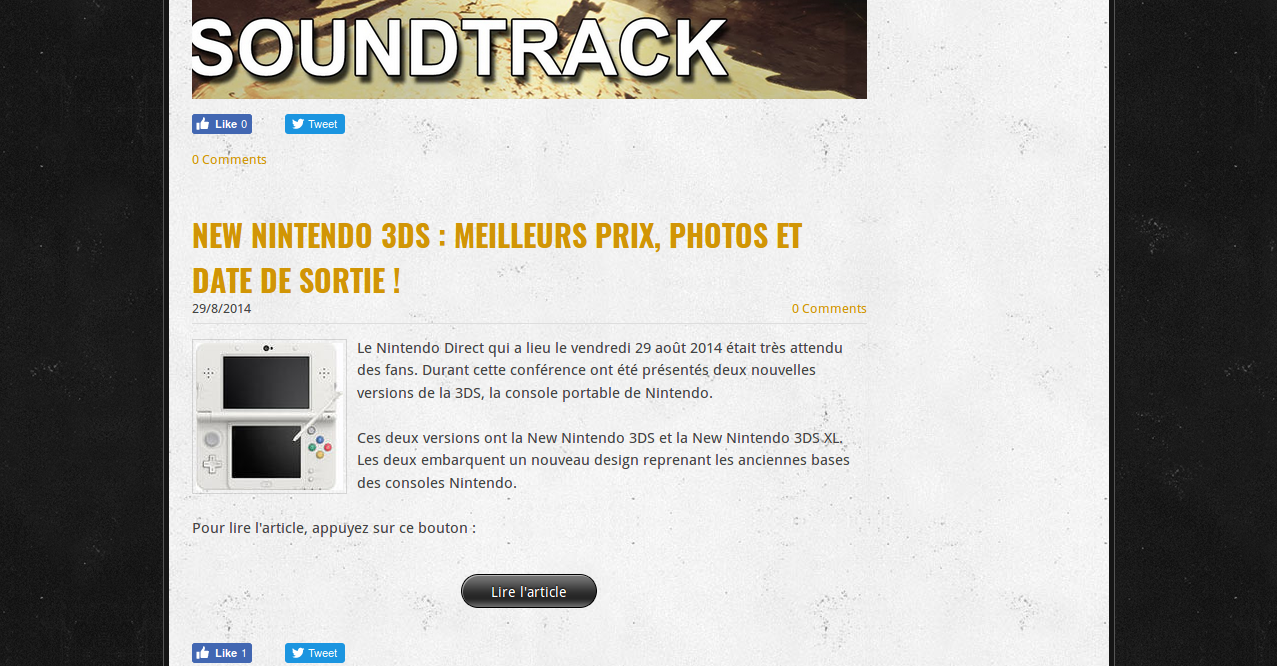 SOUNDTRACK
Like 0
Tweet
0 Comments
NEW NINTENDO 3DS : MEILLEURS PRIX, PHOTOS ET
DATE DE SORTIE !
29/8/2014
0 Comments
Le Nintendo Direct qui a lieu le vendredi 29 août 2014 était très attendu
des fans. Durant cette conférence ont été présentés deux nouvelles
versions de la 3DS, la console portable de Nintendo.
Ces deux versions ont la New Nintendo 3DS et la New Nintendo 3DS XL.
Les deux embarquent un nouveau design reprenant les anciennes bases
des consoles Nintendo.
Pour lire l'article, appuyez sur ce bouton :
Lire l'article
Like 1
Tweet